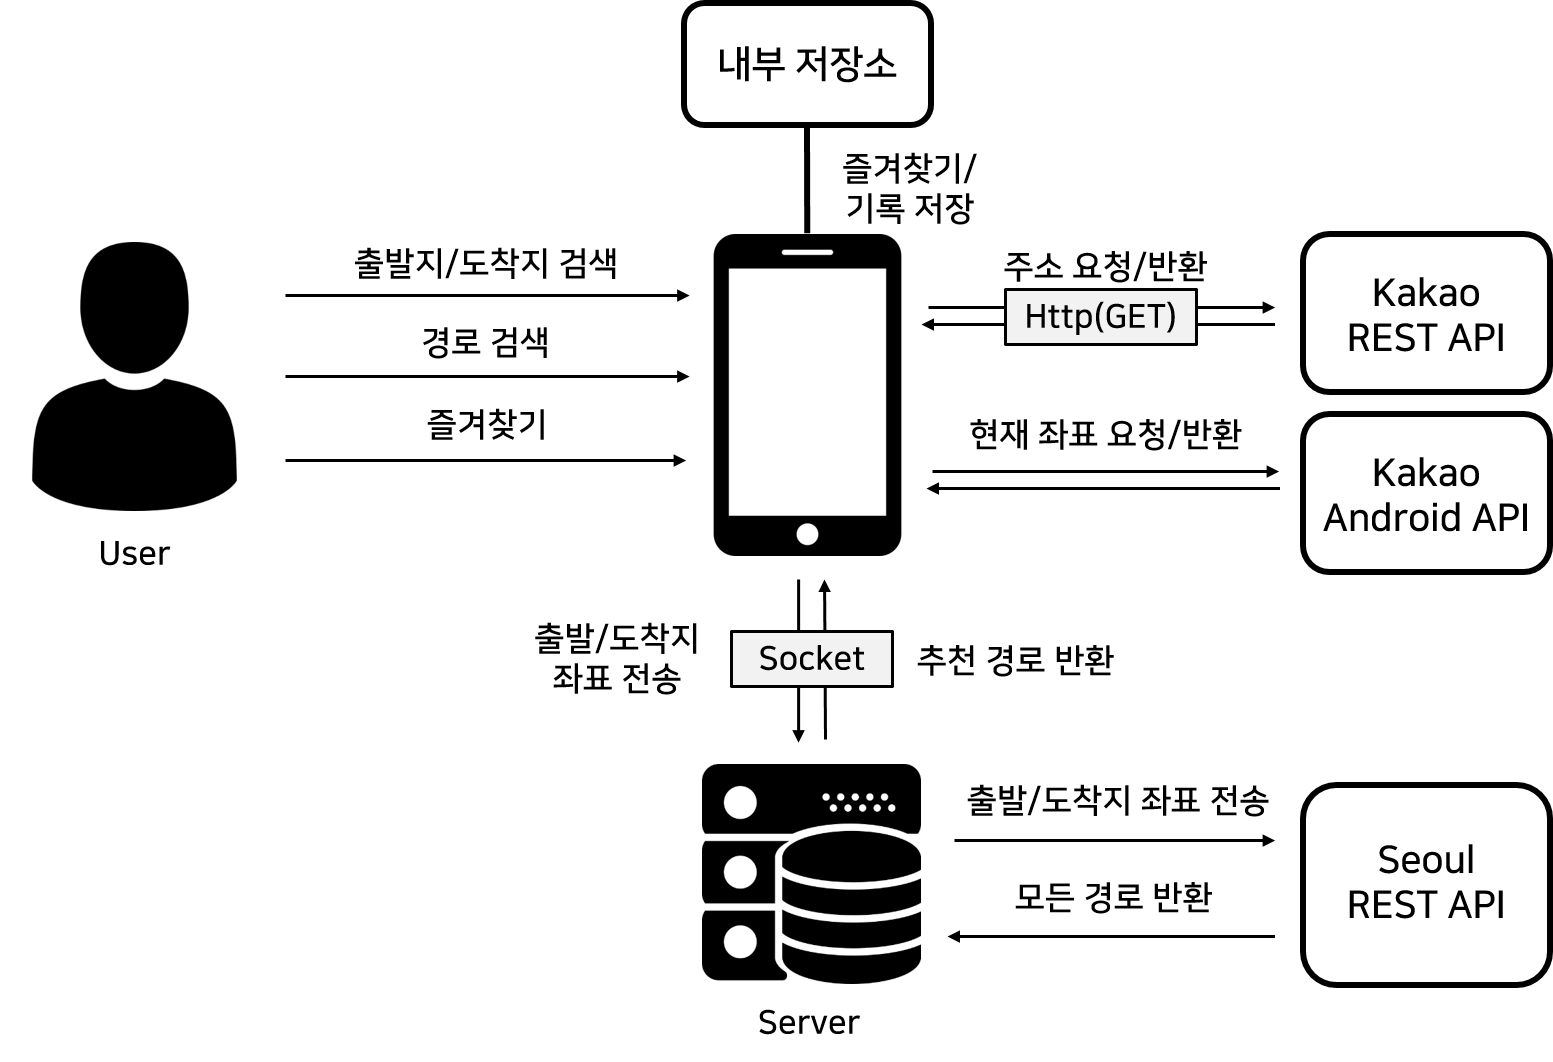 내부 저장소
즐겨찾기/
기록 저장
출발지/도착지 검색
경로 검색
즐겨찾기
User
주소 요청/반환
Http(GET)
Kakao
REST API
현재 좌표 요청/반환
Kakao
Android API
출발/도착지
좌표 전송
Socket
추천 경로 반환
출발/도착지 좌표 전송
모든 경로 반환
Seoul
REST API
Server